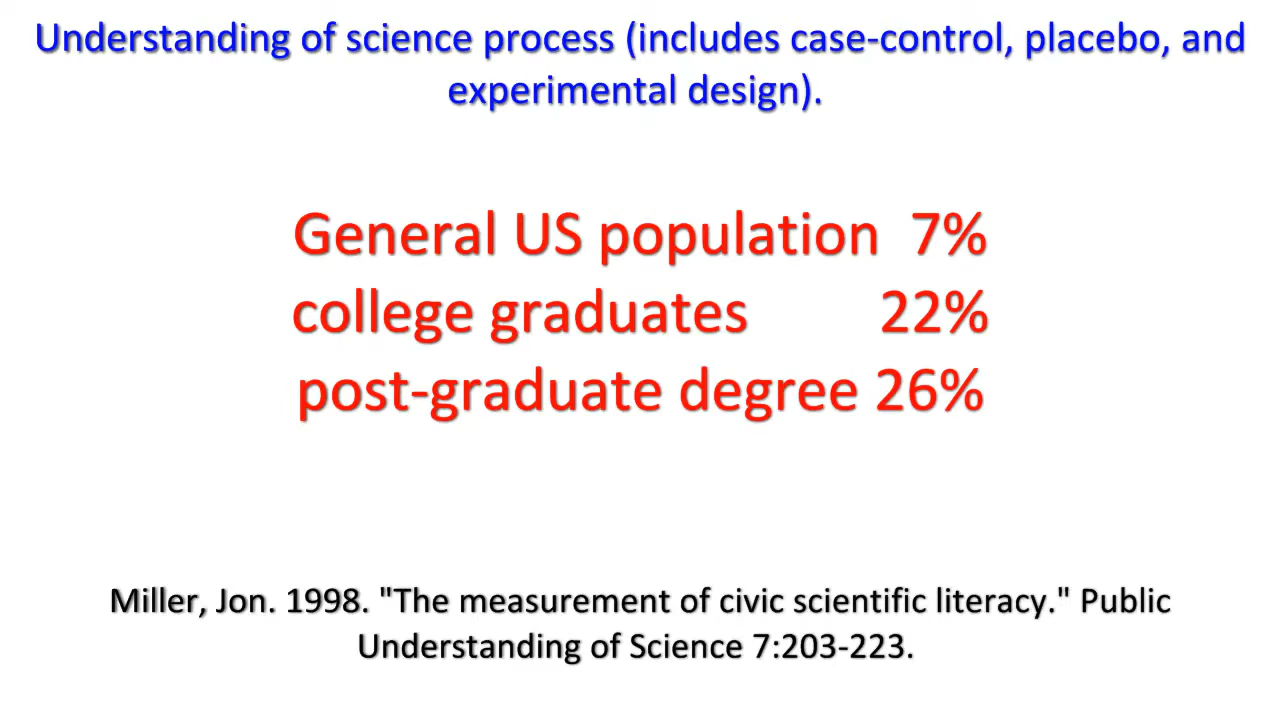 Understanding of science process (includes case-control, placebo, and
experimental design).
General US population 7%
college graduates 22%
post-graduate degree 26%
Miller, Jon. 1998. "The measurement of civic scientific literacy." Public
Understanding of Science 7:203-223.